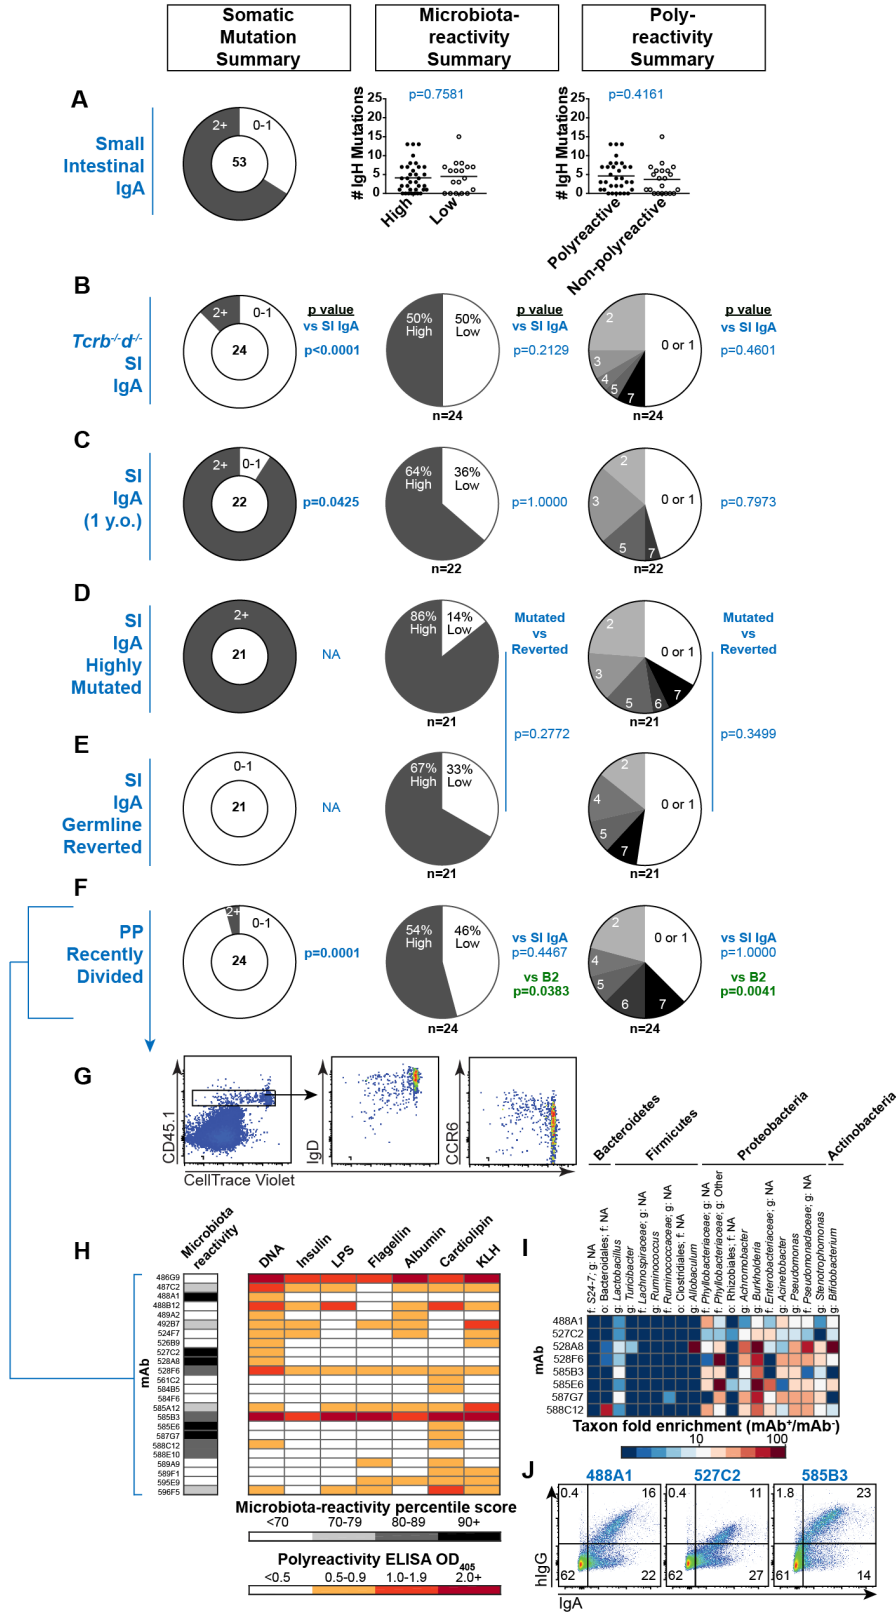 Somatic
Mutation
Summary
Microbiota-
reactivity
Summary
Poly-
reactivity
Summary
A
Small
Intestinal
IgA
2+
0-1
53
p=0.7581
# IgH Mutations
25
20
15
10
5
0
High
Low
p=0.4161
# IgH Mutations
25
20
15
10
5
0
Polyreactive
Non-polyreactive
B
Tcrb-/-d-/-
SI
IgA
2+
0-1
24
p value
vs SI IgA
p<0.0001
50%
High
50%
Low
n=24
p value
vs SI IgA
p=0.2129
2
3
4
5
7
0 or 1
n=24
p value
vs SI IgA
p=0.4601
C
SI
IgA
(1 y.o.)
2+
0-1
22
p=0.0425
64%
High
36%
Low
n=22
p=1.0000
2
3
5
7
0 or 1
n=22
p=0.7973
D
SI
IgA
Highly
Mutated
2+
21
NA
86%
High
14%
Low
n=21
Mutated
vs
Reverted
p=0.2772
2
3
5
6
7
0 or 1
n=21
Mutated
vs
Reverted
p=0.3499
E
SI
IgA
Germline
Reverted
0-1
21
NA
67%
High
33%
Low
n=21
2
4
5
7
0 or 1
n=21
F
PP
Recently
Divided
2+
0-1
24
p=0.0001
54%
High
46%
Low
n=24
vs SI IgA
p=0.4467
vs B2
p=0.0383
2
4
5
6
7
0 or 1
n=24
vs SI IgA
p=1.0000
vs B2
p=0.0041
G
CD45.1
IgD
CCR6
CellTrace Violet
H
Microbiota
reactivity
DNA
Insulin
LPS
Flagellin
Albumin
Cardiolipin
KLH
mAb
486G9
487C2
488A1
488B12
489A2
492B7
524F7
526B9
527C2
528A8
528F6
561C2
584B5
584F6
585A12
585B3
585E6
587G7
588C12
588E10
589A9
589F1
595E9
596F5
Microbiota-reactivity percentile score
<70
70-79
80-89
90+
Polyreactivity ELISA OD405
<0.5
0.5-0.9
1.0-1.9
2.0+
I
Bacteroidetes
Firmicutes
Proteobacteria
Actinobacteria
f: S24-7; g: NA
o: Bacteroidales; f: NA
g: Lactobacillus
g: Turicibacter
f: Lachnospiraceae; g: NA
g: Ruminococcus
f: Ruminococcaceae; g: NA
o: Clostridiales; f: NA
g: Allobaculum
f: Phyllobacteriaceae; g: NA
f: Phyllobacteriaceae; g: Other
o: Rhizobiales; f: NA
g: Achromobacter
g: Burkholderia
f: Enterobacteriaceae; g: NA
g: Acinetobacter
g: Pseudomonas
f: Pseudomonadaceae; g: NA
g: Stenotrophomonas
g: Bifidobacterium
mAb
488A1
527C2
528A8
528F6
585B3
585E6
587G7
588C12
Taxon fold enrichment (mAb+/mAb-)
10
100
J
488A1
527C2
585B3
hIgG
0.4
16
62
22
0.4
11
62
27
1.8
23
61
14
IgA